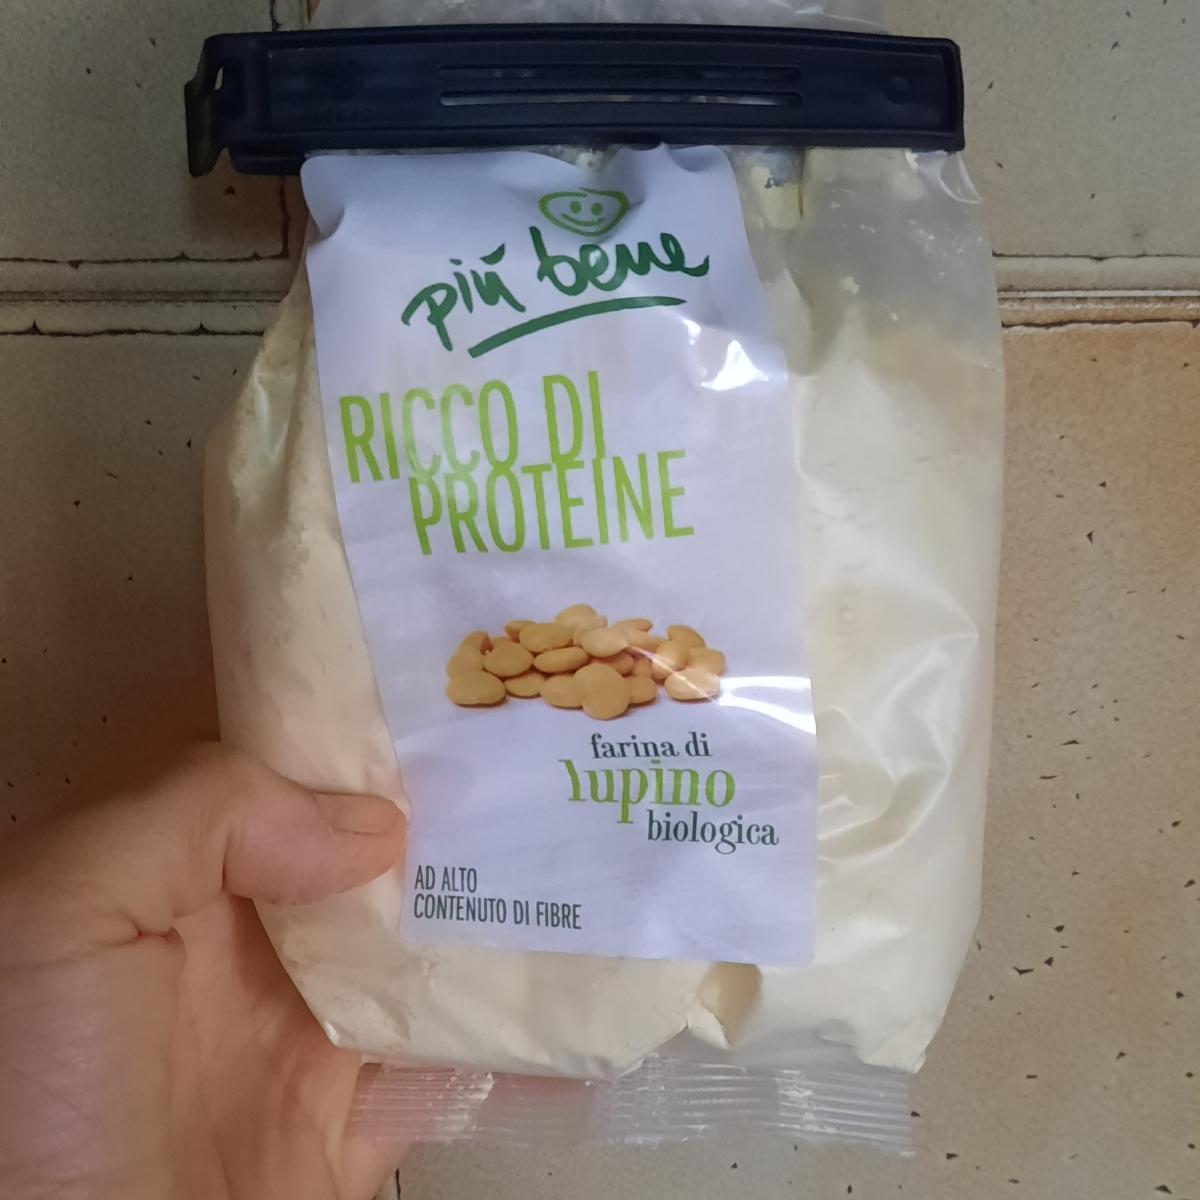 più bene
RICCO DI
PROTEINE
farina di
lupino
biologica
AD ALTO
CONTENUTO DI FIBRE